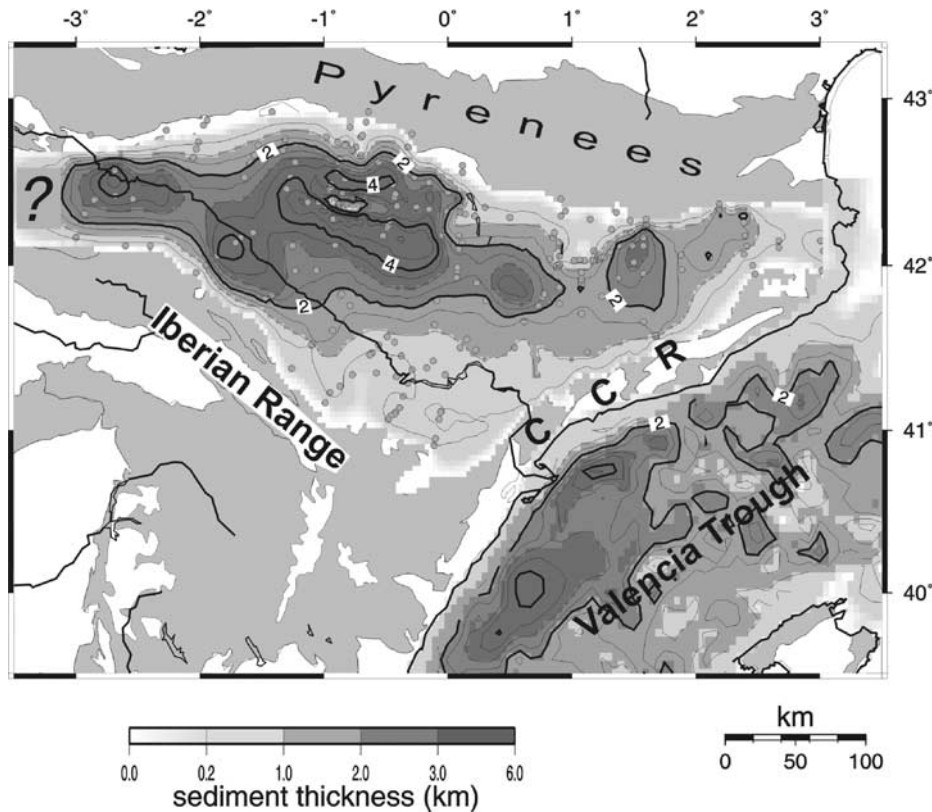 -3° -2° -1° 0° 1° 2° 3°
Pyrenees
43°
2
2
4
?
42°
4
2
2
Iberian Range
C C R
2
2
41°
Valencia Trough
40°
km
0 50 100
0.0 0.2 1.0 2.0 3.0 6.0
sediment thickness (km)